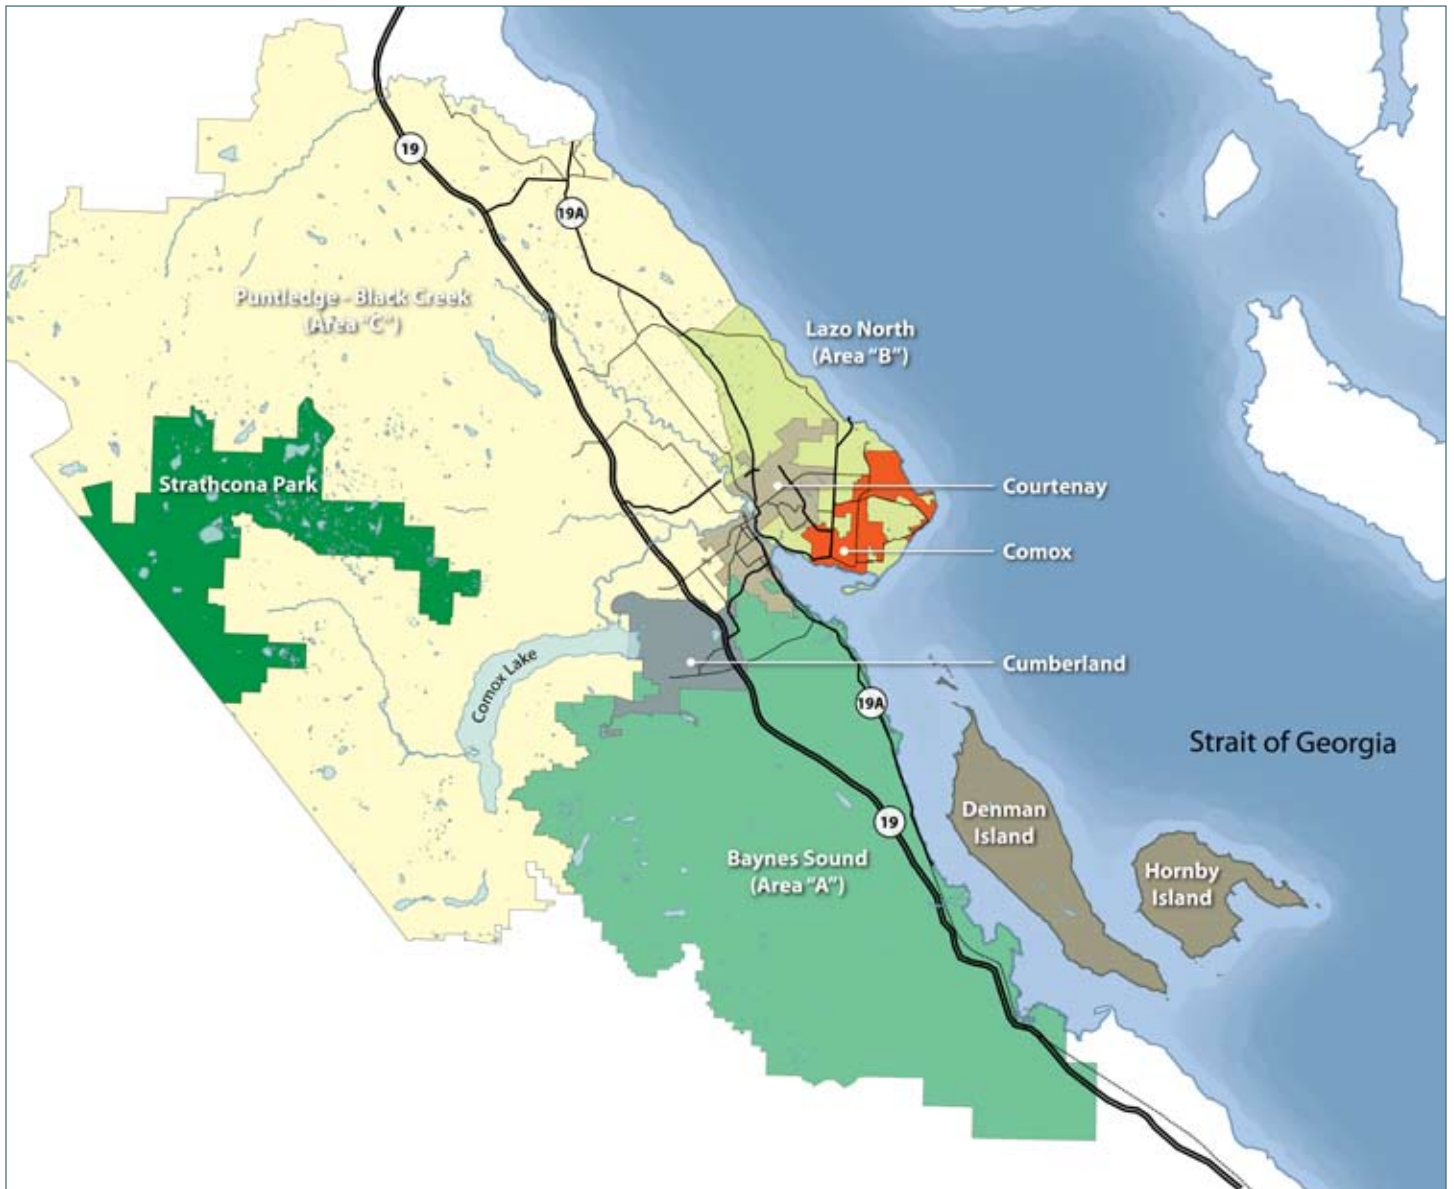 19
19A
Puntledge - Black Creek
(Area "C")
Lazo North
(Area "B")
Strathcona Park
Courtenay
Comox
Comox Lake
Cumberland
19A
Strait of Georgia
19
Denman
Island
Baynes Sound
(Area "A")
Hornby
Island